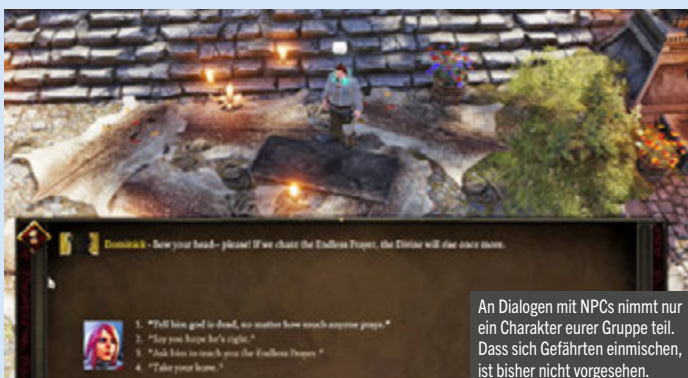 Dominick - Bow your head-- please! If we chant the Endless Prayer, the Divine will rise once more.
1. *Tell him god is dead, no matter how much anyone prays.*
2. *Say you hope he's right.*
3. *Ask him to teach you the Endless Prayer.*
4. *Take your leave.*
An Dialogen mit NPCs nimmt nur
ein Charakter eurer Gruppe teil.
Dass sich Gefährten einmischen,
ist bisher nicht vorgesehen.